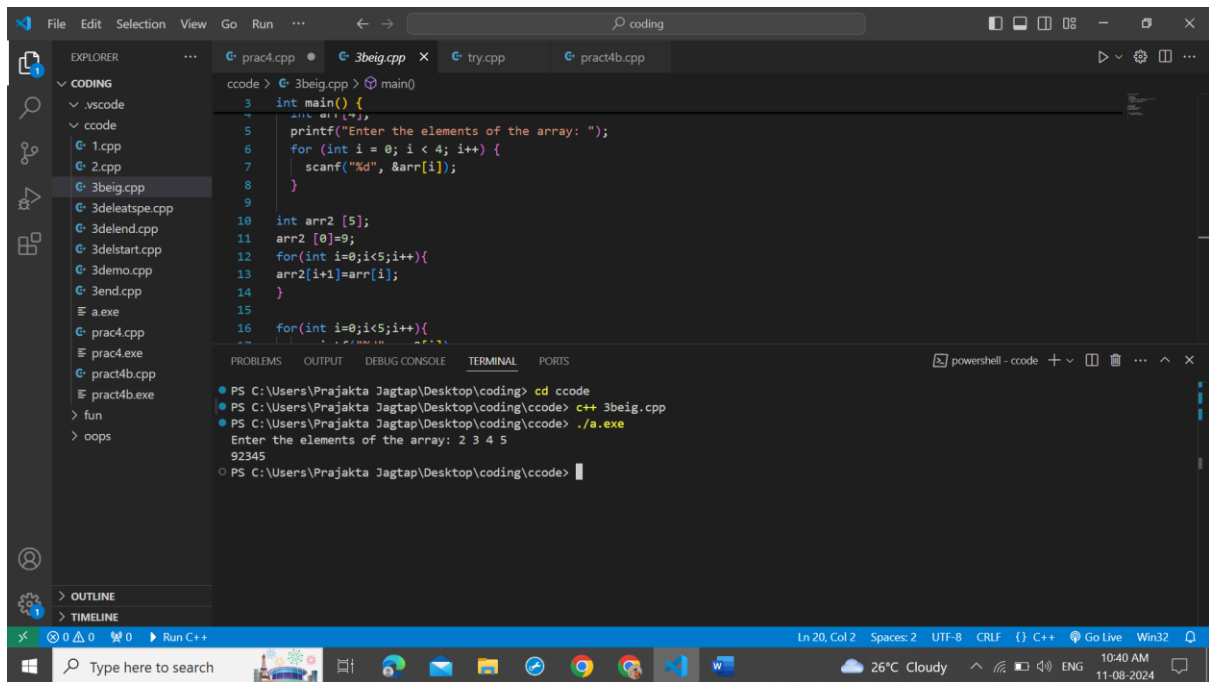 File Edit Selection View Go Run ··· coding
EXPLORER ···
CODING
.vscode
ccode
1.cpp
2.cpp
3beig.cpp
3deleatspe.cpp
3delend.cpp
3delstart.cpp
3demo.cpp
3end.cpp
a.exe
prac4.cpp
prac4.exe
pract4b.cpp
pract4b.exe
fun
oops
OUTLINE
TIMELINE
prac4.cpp 3beig.cpp try.cpp pract4b.cpp
ccode > 3beig.cpp > main()
3 int main() {
4 int arr[4];
5 printf("Enter the elements of the array: ");
6 for (int i = 0; i < 4; i++) {
7 scanf("%d", &arr[i]);
8 }
9
10 int arr2 [5];
11 arr2 [0]=9;
12 for(int i=0;i<5;i++){
13 arr2[i+1]=arr[i];
14 }
15
16 for(int i=0;i<5;i++){
PROBLEMS OUTPUT DEBUG CONSOLE TERMINAL PORTS powershell - ccode
PS C:\Users\Prajakta Jagtap\Desktop\coding> cd ccode
PS C:\Users\Prajakta Jagtap\Desktop\coding\ccode> c++ 3beig.cpp
PS C:\Users\Prajakta Jagtap\Desktop\coding\ccode> ./a.exe
Enter the elements of the array: 2 3 4 5
92345
PS C:\Users\Prajakta Jagtap\Desktop\coding\ccode>
0 0 0 Run C++ Ln 20, Col 2 Spaces: 2 UTF-8 CRLF {} C++ Go Live Win32
Type here to search 26°C Cloudy ENG 10:40 AM
11-08-2024